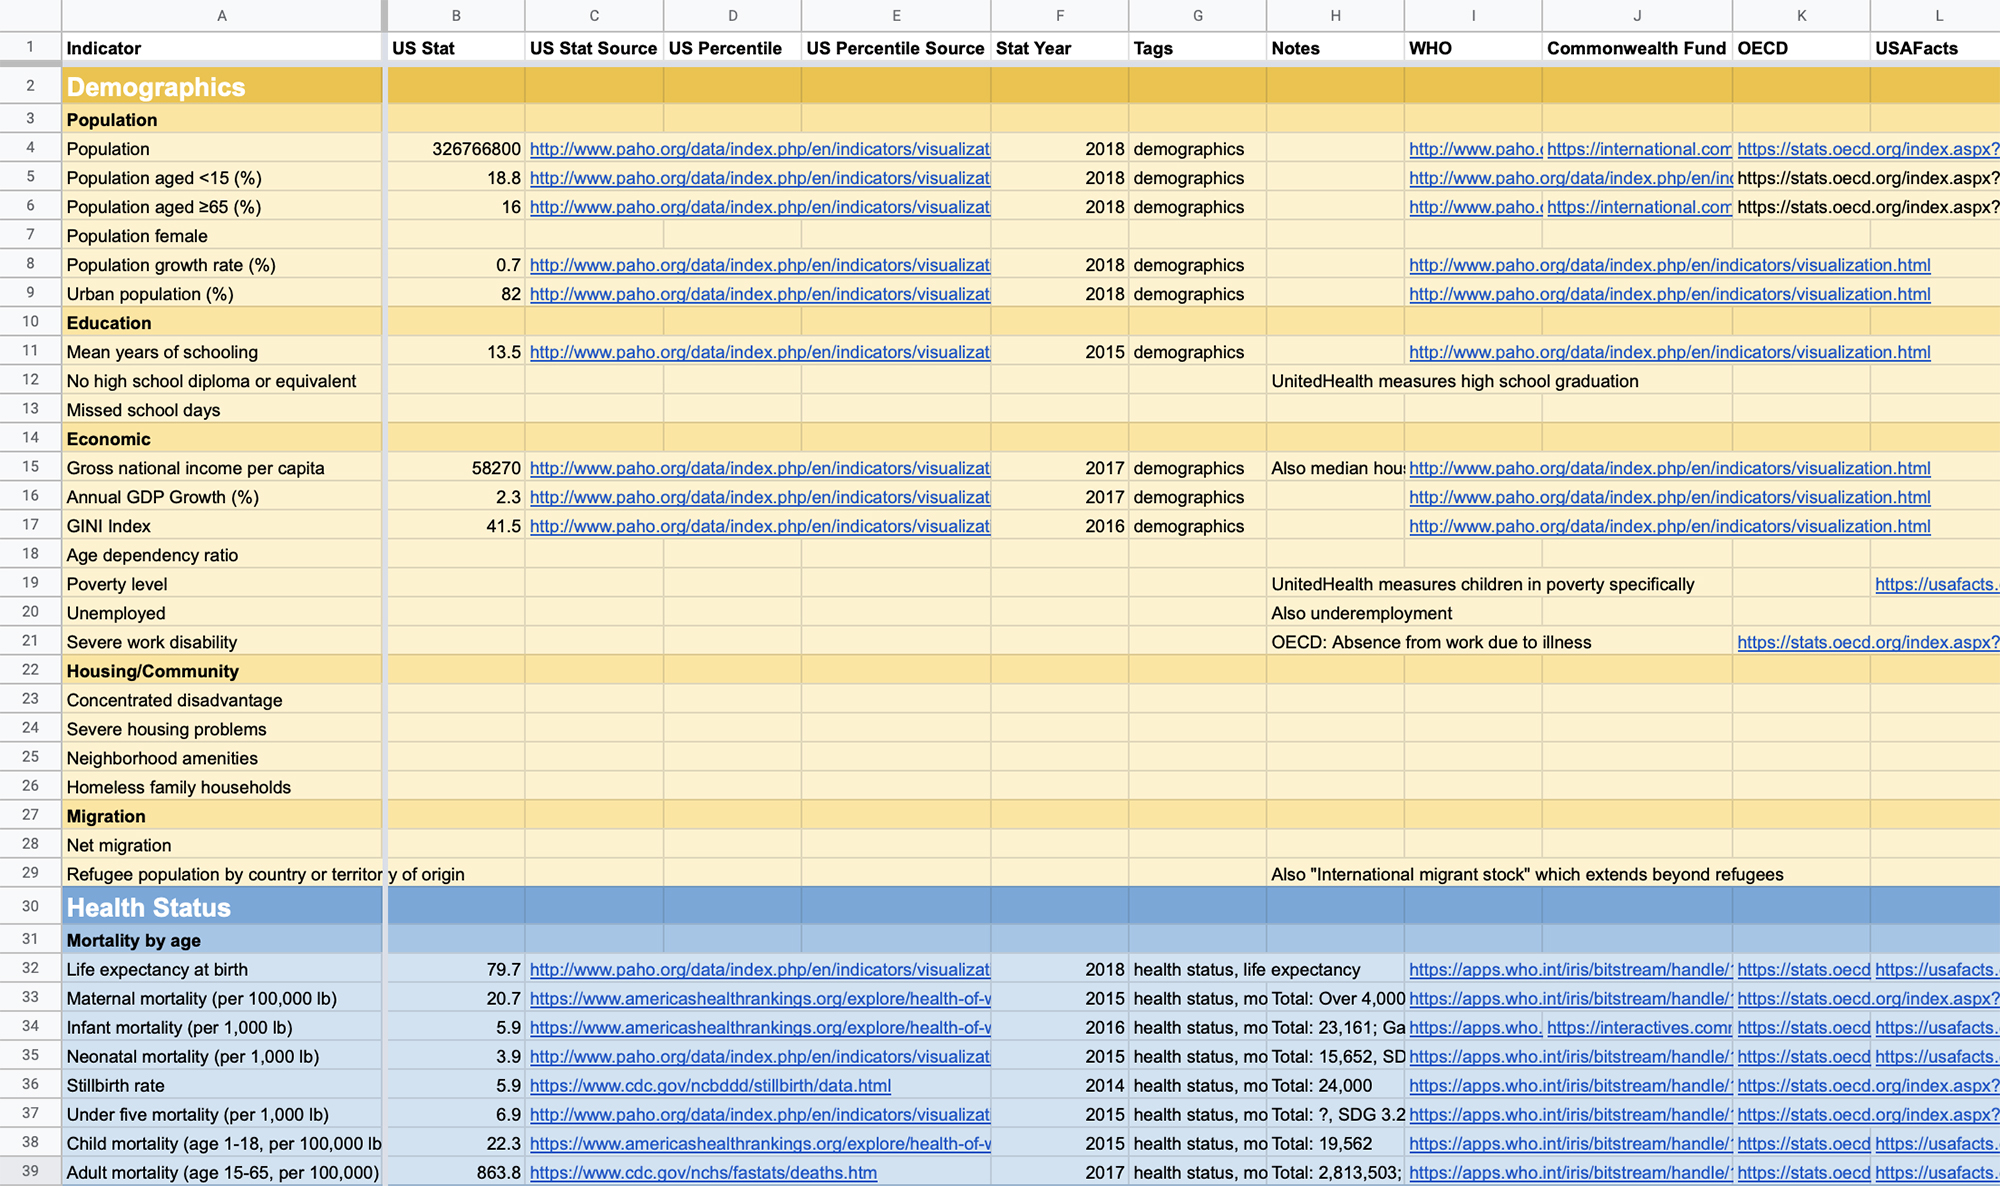 A B C D E F G H I J K L
1 Indicator US Stat US Stat Source US Percentile US Percentile Source Stat Year Tags Notes WHO Commonwealth Fund OECD USAFacts
2 Demographics
3 Population
4 Population 326766800 http://www.paho.org/data/index.php/en/indicators/visualizat 2018 demographics http://www.paho. https://international.com https://stats.oecd.org/index.aspx?
5 Population aged <15 (%) 18.8 http://www.paho.org/data/index.php/en/indicators/visualizat 2018 demographics http://www.paho.org/data/index.php/en/ind https://stats.oecd.org/index.aspx?
6 Population aged ≥65 (%) 16 http://www.paho.org/data/index.php/en/indicators/visualizat 2018 demographics http://www.paho. https://international.com https://stats.oecd.org/index.aspx?
7 Population female
8 Population growth rate (%) 0.7 http://www.paho.org/data/index.php/en/indicators/visualizat 2018 demographics http://www.paho.org/data/index.php/en/indicators/visualization.html
9 Urban population (%) 82 http://www.paho.org/data/index.php/en/indicators/visualizat 2018 demographics http://www.paho.org/data/index.php/en/indicators/visualization.html
10 Education
11 Mean years of schooling 13.5 http://www.paho.org/data/index.php/en/indicators/visualizat 2015 demographics http://www.paho.org/data/index.php/en/indicators/visualization.html
12 No high school diploma or equivalent UnitedHealth measures high school graduation
13 Missed school days
14 Economic
15 Gross national income per capita 58270 http://www.paho.org/data/index.php/en/indicators/visualizat 2017 demographics Also median hous http://www.paho.org/data/index.php/en/indicators/visualization.html
16 Annual GDP Growth (%) 2.3 http://www.paho.org/data/index.php/en/indicators/visualizat 2017 demographics http://www.paho.org/data/index.php/en/indicators/visualization.html
17 GINI Index 41.5 http://www.paho.org/data/index.php/en/indicators/visualizat 2016 demographics http://www.paho.org/data/index.php/en/indicators/visualization.html
18 Age dependency ratio
19 Poverty level UnitedHealth measures children in poverty specifically https://usafacts.
20 Unemployed Also underemployment
21 Severe work disability OECD: Absence from work due to illness https://stats.oecd.org/index.aspx?
22 Housing/Community
23 Concentrated disadvantage
24 Severe housing problems
25 Neighborhood amenities
26 Homeless family households
27 Migration
28 Net migration
29 Refugee population by country or territory of origin Also "International migrant stock" which extends beyond refugees
30 Health Status
31 Mortality by age
32 Life expectancy at birth 79.7 http://www.paho.org/data/index.php/en/indicators/visualizat 2018 health status, life expectancy https://apps.who.int/iris/bitstream/handle/ https://stats.oecd https://usafacts.
33 Maternal mortality (per 100,000 lb) 20.7 https://www.americashealthrankings.org/explore/health-of-w 2015 health status, mo Total: Over 4,000 https://apps.who.int/iris/bitstream/handle/ https://stats.oecd.org/index.aspx?
34 Infant mortality (per 1,000 lb) 5.9 https://www.americashealthrankings.org/explore/health-of-w 2016 health status, mo Total: 23,161; Ga https://apps.who. https://interactives.comm https://stats.oecd https://usafacts.
35 Neonatal mortality (per 1,000 lb) 3.9 http://www.paho.org/data/index.php/en/indicators/visualizat 2015 health status, mo Total: 15,652, SD https://apps.who.int/iris/bitstream/handle/ https://stats.oecd https://usafacts.
36 Stillbirth rate 5.9 https://www.cdc.gov/ncbddd/stillbirth/data.html 2014 health status, mo Total: 24,000 https://apps.who.int/iris/bitstream/handle/ https://stats.oecd.org/index.aspx?
37 Under five mortality (per 1,000 lb) 6.9 http://www.paho.org/data/index.php/en/indicators/visualizat 2015 health status, mo Total: ?, SDG 3.2 https://apps.who.int/iris/bitstream/handle/ https://stats.oecd.org/index.aspx?
38 Child mortality (age 1-18, per 100,000 lb 22.3 https://www.americashealthrankings.org/explore/health-of-w 2015 health status, mo Total: 19,562 https://apps.who.int/iris/bitstream/handle/ https://stats.oecd https://usafacts.
39 Adult mortality (age 15-65, per 100,000) 863.8 https://www.cdc.gov/nchs/fastats/deaths.htm 2017 health status, mo Total: 2,813,503; https://apps.who.int/iris/bitstream/handle/ https://stats.oecd https://usafacts.